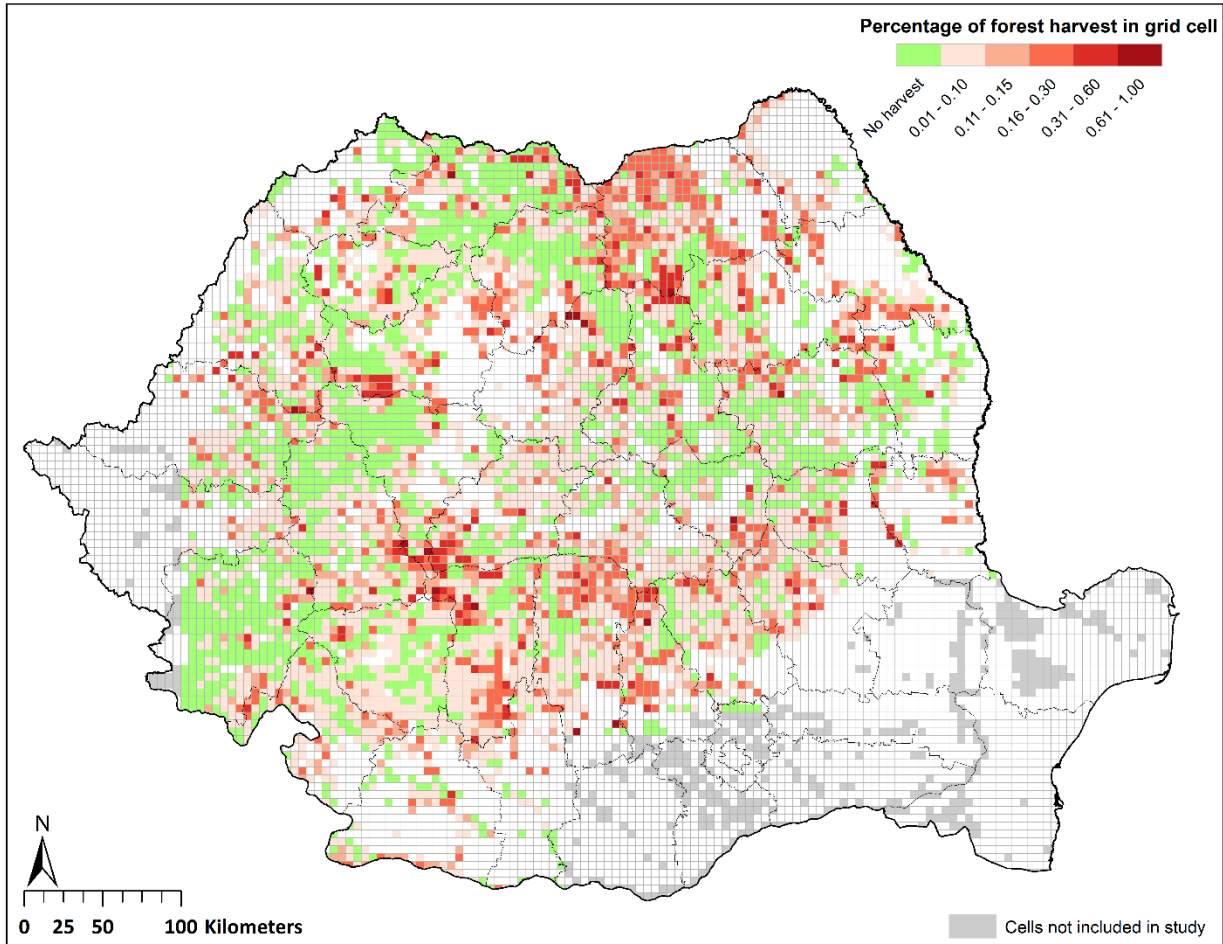 Percentage of forest harvest in grid cell
No harvest
0.01 - 0.10
0.11 - 0.15
0.16 - 0.30
0.31 - 0.60
0.61 - 1.00
N
0 25 50 100 Kilometers
Cells not included in study